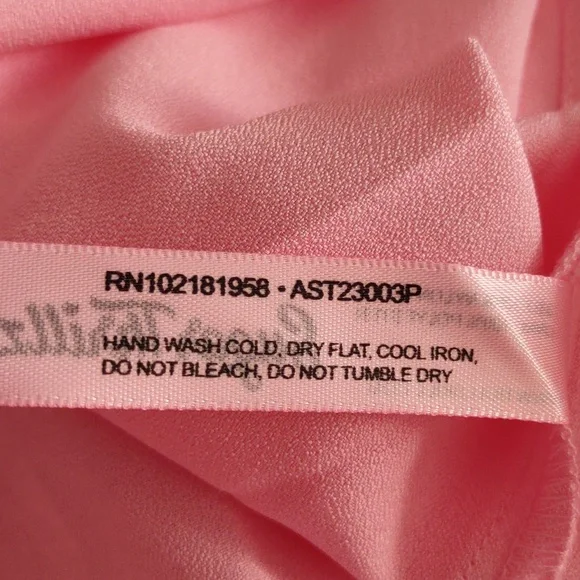 RN102181958 • AST23003P
HAND WASH COLD, DRY FLAT, COOL IRON,
DO NOT BLEACH, DO NOT TUMBLE DRY